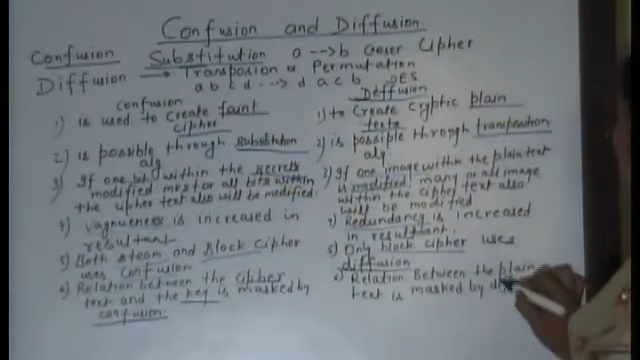 Confusion and Diffusion
Confusion Substitution a --> b Ceaser Cipher
Diffusion Transposion or Permutation
a b c d --> d a c b DES
confusion
1) is used to create faint
cipher
2) is possible through substitution
alg
3) If one bit within the secrets
modified most or all bits within
the cipher text also will be modified.
4) vagueness is increased in
resultant
5) Both steam and Block Cipher
uses Confusion
6) Relation between the cipher
text and the key is masked by
confusion.
Deffusion
1) to Create cryptic plain
texts
2) is possible through transposition
alg
3) If one image within the plain text
is modified, many or all image
within the cipher text also
will be modified
4) Redundancy is increased
in resultant.
5) Only block cipher uses
diffusion
6) Relation Between the plain
text is masked by